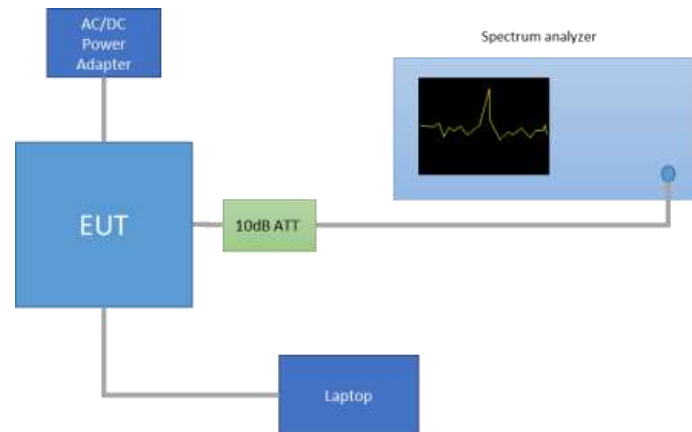 AC/DC
Power
Adapter
Spectrum analyzer
EUT
10dB ATT
Laptop